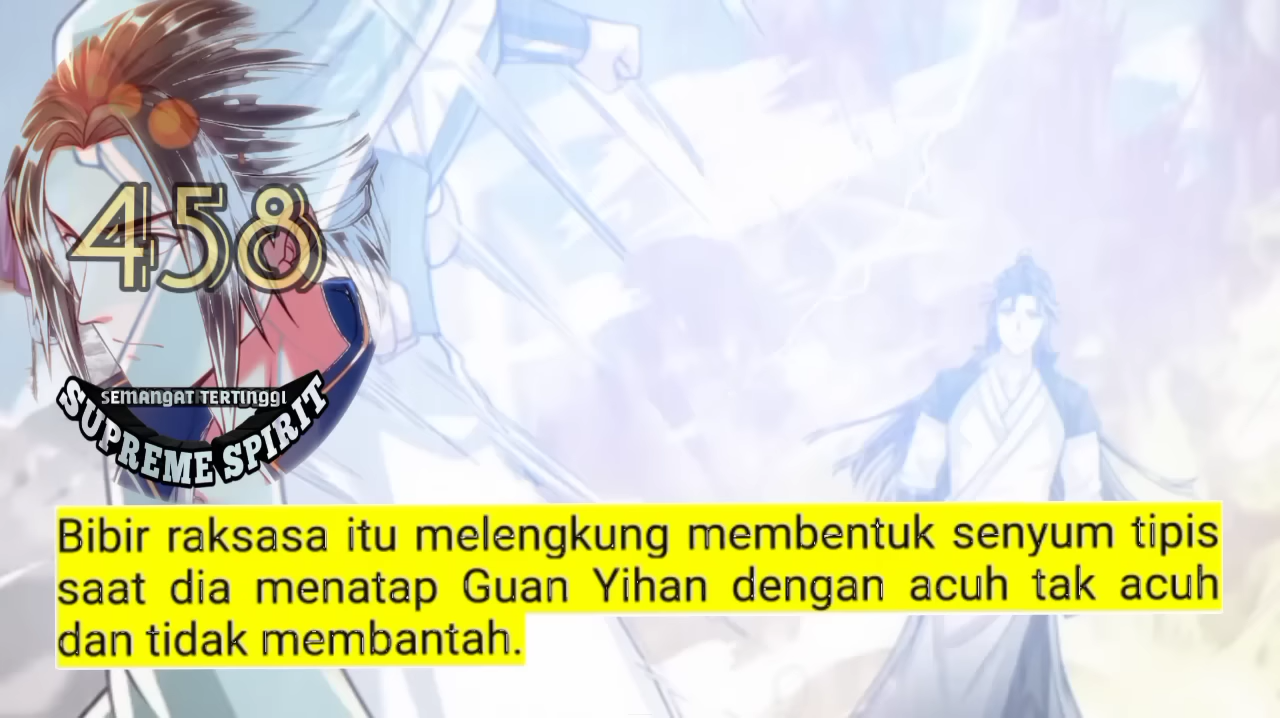 458
SEMANGAT TERTINGGI
SUPREME SPIRIT
Bibir raksasa itu melengkung membentuk senyum tipis
saat dia menatap Guan Yihan dengan acuh tak acuh
dan tidak membantah.